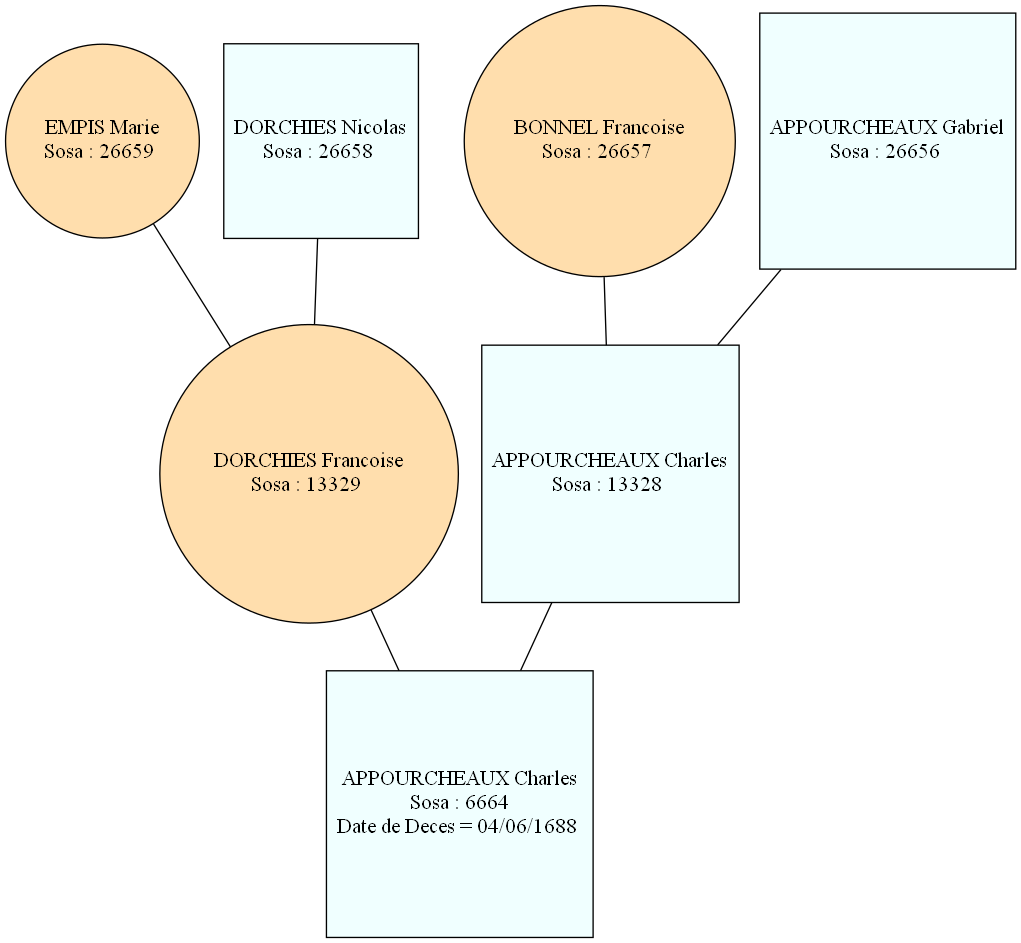 EMPIS Marie
Sosa : 26659
DORCHIES Nicolas
Sosa : 26658
BONNEL Francoise
Sosa : 26657
APPOURCHEAUX Gabriel
Sosa : 26656
DORCHIES Francoise
Sosa : 13329
APPOURCHEAUX Charles
Sosa : 13328
APPOURCHEAUX Charles
Sosa : 6664
Date de Deces = 04/06/1688